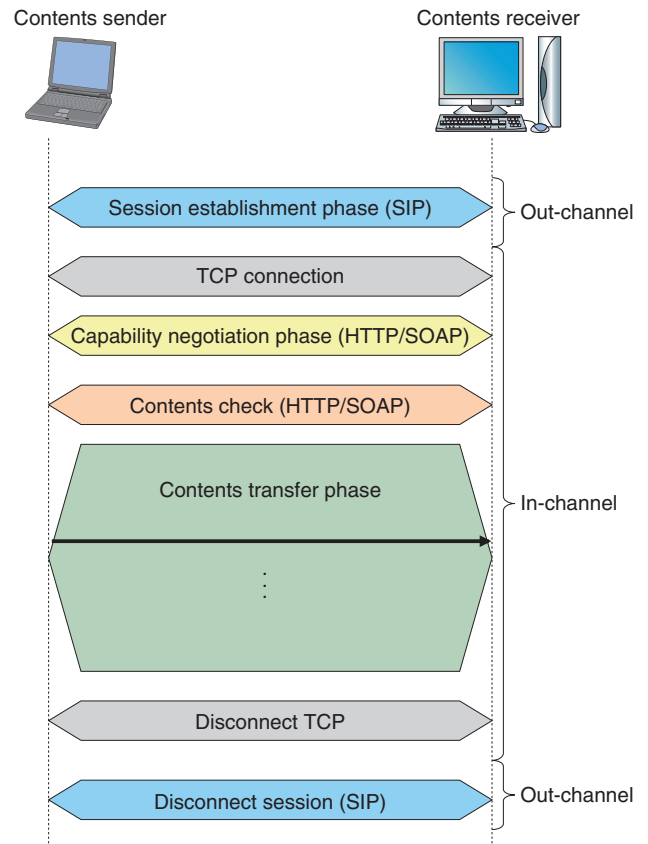 Contents sender
Contents receiver
Session establishment phase (SIP)
Out-channel
TCP connection
Capability negotiation phase (HTTP/SOAP)
Contents check (HTTP/SOAP)
Contents transfer phase
In-channel
Disconnect TCP
Disconnect session (SIP)
Out-channel